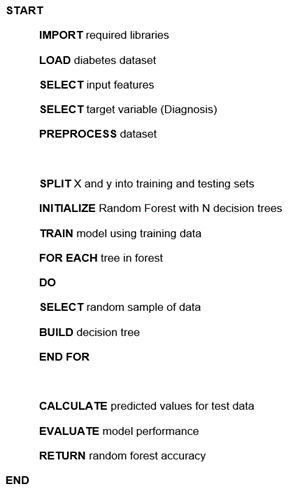 START
IMPORT required libraries
LOAD diabetes dataset
SELECT input features
SELECT target variable (Diagnosis)
PREPROCESS dataset
SPLIT X and y into training and testing sets
INITIALIZE Random Forest with N decision trees
TRAIN model using training data
FOR EACH tree in forest
DO
SELECT random sample of data
BUILD decision tree
END FOR
CALCULATE predicted values for test data
EVALUATE model performance
RETURN random forest accuracy
END